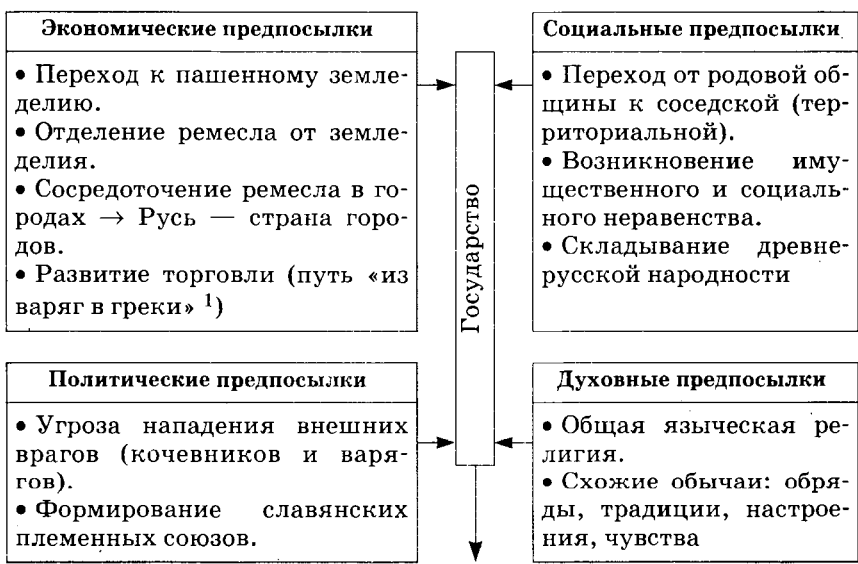 Экономические предпосылки
• Переход к пашенному земле-
делию.
• Отделение ремесла от земле-
делия.
• Сосредоточение ремесла в го-
родах → Русь — страна горо-
дов.
• Развитие торговли (путь «из
варяг в греки» ¹)
Социальные предпосылки
• Переход от родовой об-
щины к соседской (тер-
риториальной).
• Возникновение иму-
щественного и социаль-
ного неравенства.
• Складывание древне-
русской народности
Государство
Политические предпосылки
• Угроза нападения внешних
врагов (кочевников и варя-
гов).
• Формирование славянских
племенных союзов.
Духовные предпосылки
• Общая языческая ре-
лигия.
• Схожие обычаи: обря-
ды, традиции, настрое-
ния, чувства